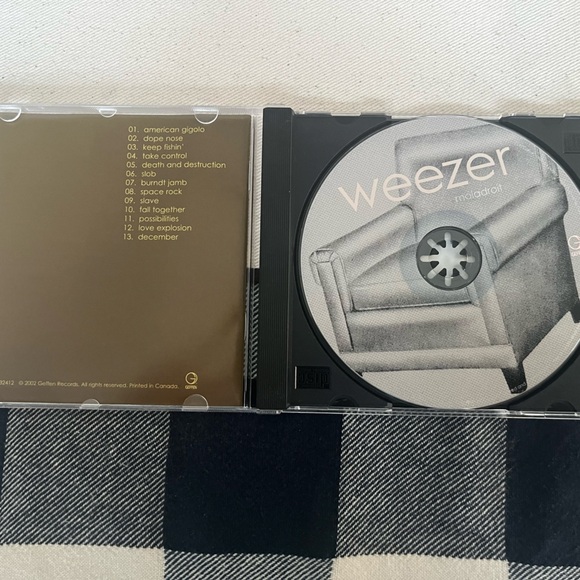 01. american gigolo
02. dope nose
03. keep fishin'
04. take control
05. death and destruction
06. slob
07. burndt jamb
08. space rock
09. slave
10. fall together
11. possibilities
12. love explosion
13. december
© 2002 Geffen Records. All rights reserved. Printed in Canada.
GEFFEN
weezer
maladroit
G